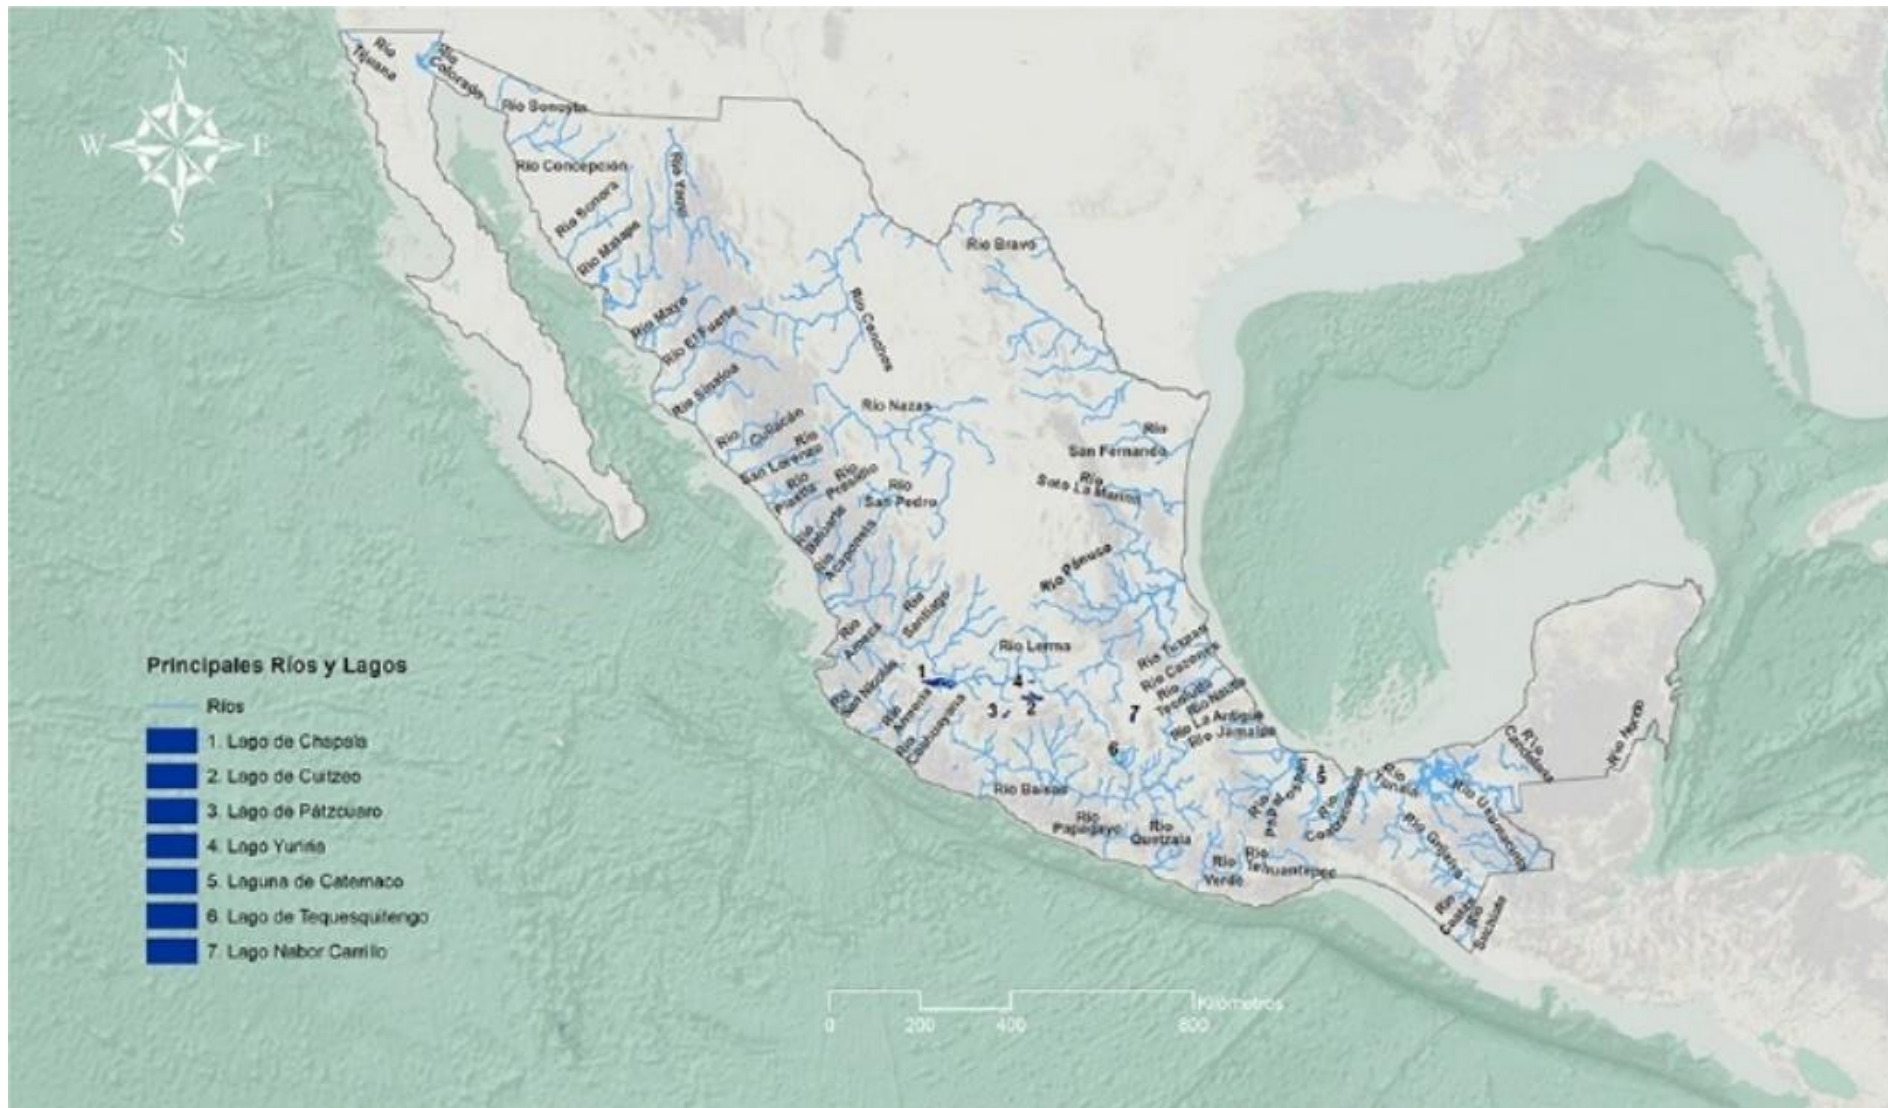 N
W
E
S
Río
Tijuana
Río
Colorado
Río Sonoyta
Río Concepción
Río Yaqui
Río Sonora
Río Matape
Río Bravo
Río Mayo
Río El Fuerte
Río Conchos
Río Sinaloa
Río Nazas
Río
Culiacán
Río
San Lorenzo
Río
San Fernando
Río
Piaxtla
Río
Presidio
Río
San Pedro
Río
Soto La Marina
Río
Baluarte
Río
Acaponeta
Río Pánuco
Río
Santiago
Río
Ameca
Río Lerma
Río Tuxpan
Río Cazones
Río
Tecolutla
Río Nautla
Río
La Antigua
Río Jamapa
Río
San Nicolás
Río
Armería
Río
Coahuayana
1
4
3
2
7
6
5
Río Balsas
Río
Papagayo
Río
Quetzala
Río
Verde
Río
Tehuantepec
Río
Papaloapan
Río
Coatzacoalcos
Río
Tonalá
Río Usumacinta
Río Grijalva
Río
Candelaria
Río Hondo
Río
Suchiate
Principales Ríos y Lagos
Ríos
1. Lago de Chapala
2. Lago de Cuitzeo
3. Lago de Pátzcuaro
4. Lago Yuriria
5. Laguna de Catemaco
6. Lago de Tequesquitengo
7. Lago Nabor Carrillo
Kilómetros
0 200 400 800